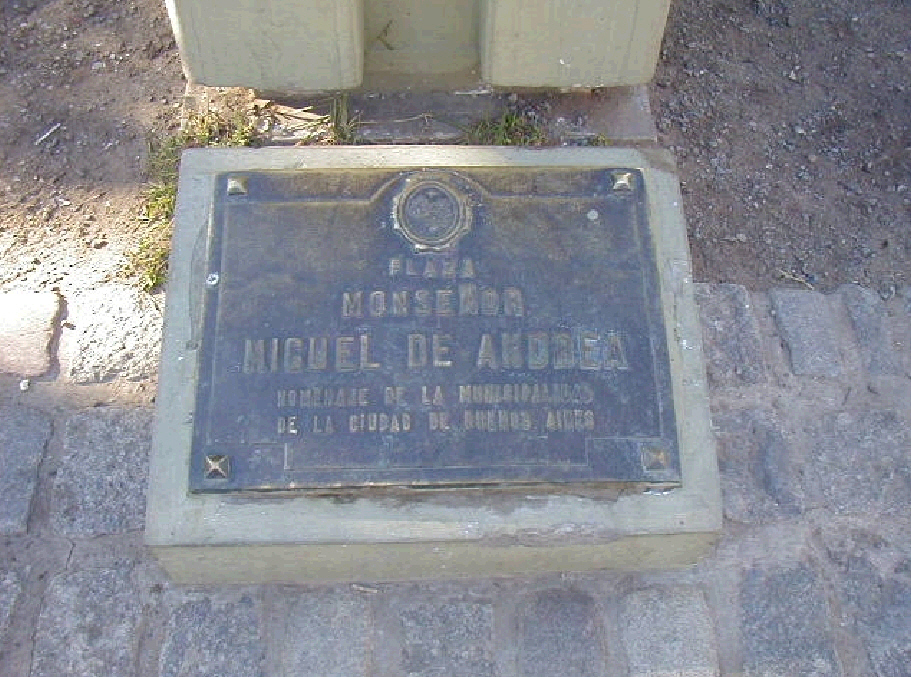 PLAZA
MONSEÑOR
MIGUEL DE ANDREA
HOMENAJE DE LA MUNICIPALIDAD
DE LA CIUDAD DE BUENOS AIRES